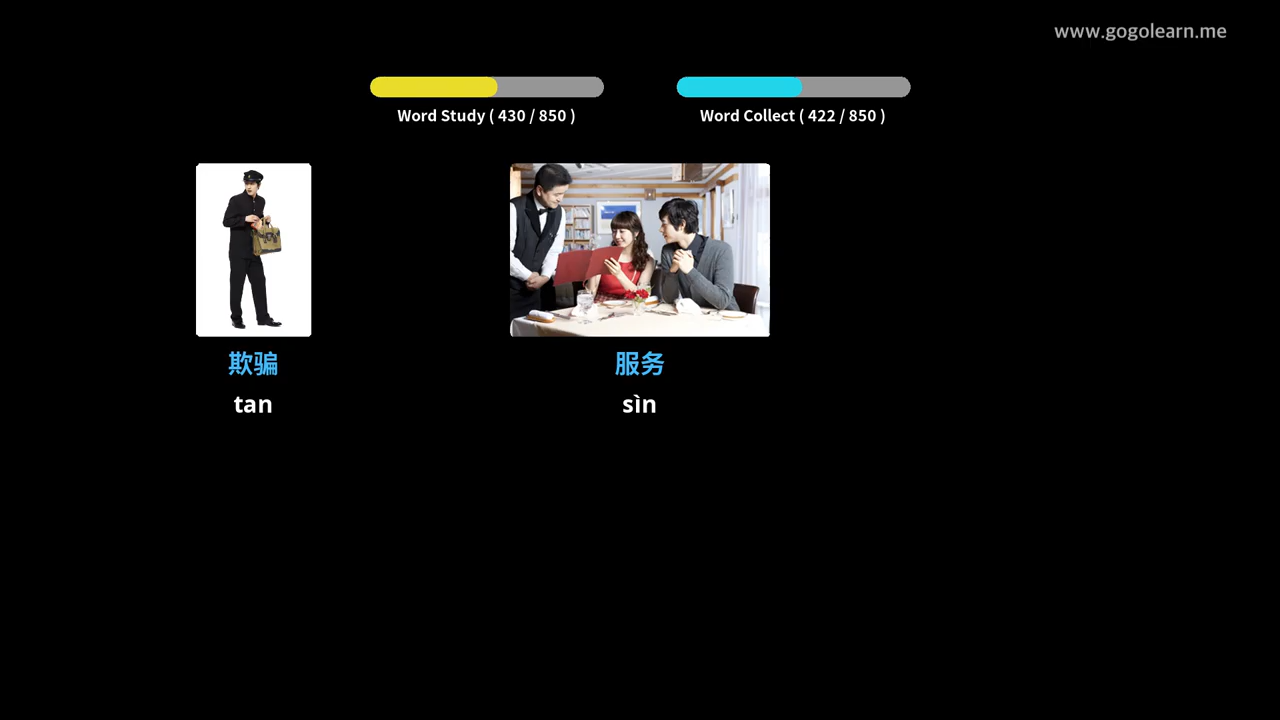 www.gogolearn.me
Word Study ( 430 / 850 )
Word Collect ( 422 / 850 )
欺骗
tan
服务
sìn